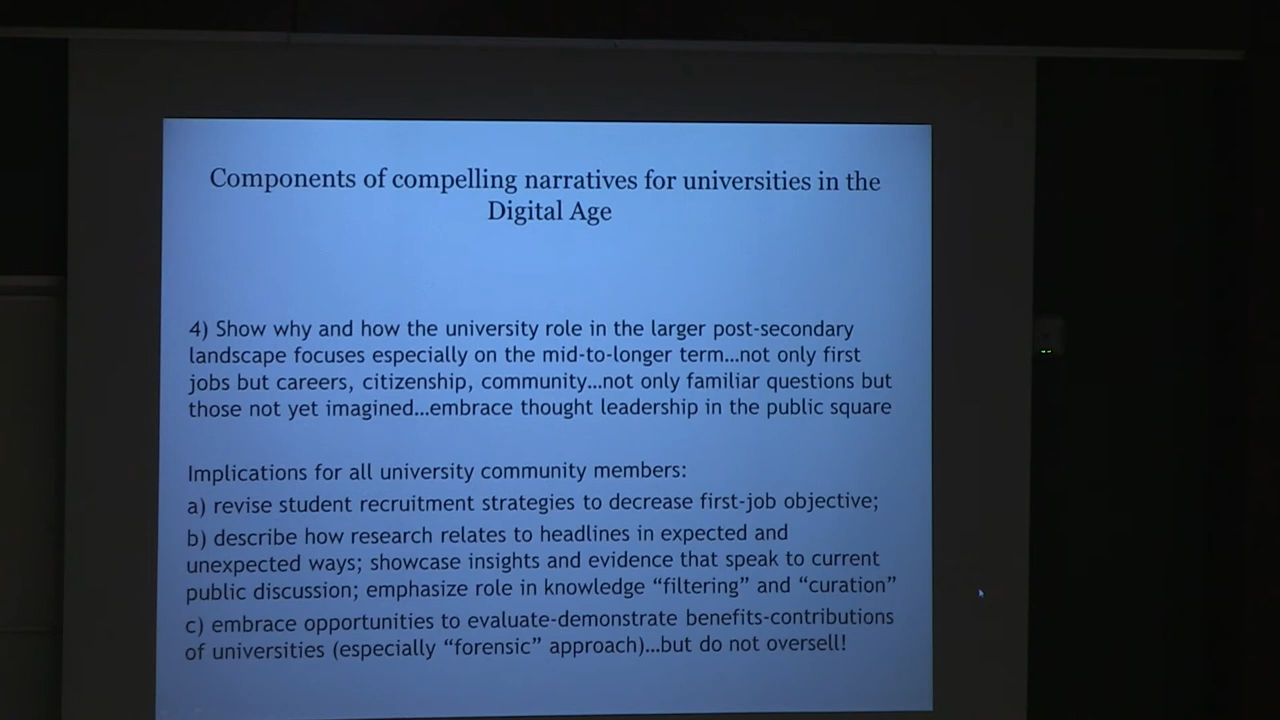 Components of compelling narratives for universities in the
Digital Age
4) Show why and how the university role in the larger post-secondary
landscape focuses especially on the mid-to-longer term...not only first
jobs but careers, citizenship, community...not only familiar questions but
those not yet imagined...embrace thought leadership in the public square
Implications for all university community members:
a) revise student recruitment strategies to decrease first-job objective;
b) describe how research relates to headlines in expected and
unexpected ways; showcase insights and evidence that speak to current
public discussion; emphasize role in knowledge “filtering” and “curation”
c) embrace opportunities to evaluate-demonstrate benefits-contributions
of universities (especially “forensic” approach)...but do not oversell!